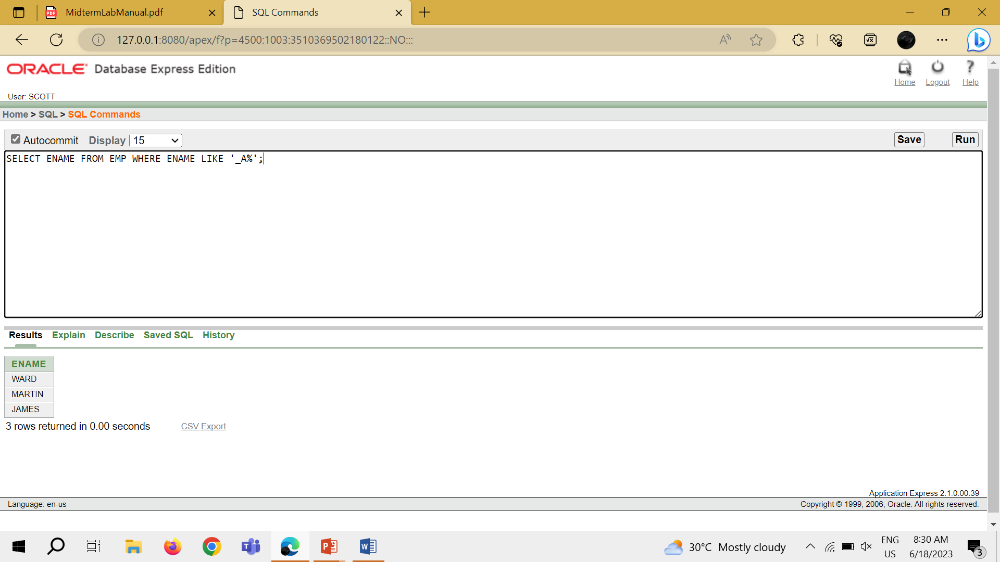 MidtermLabManual.pdf
SQL Commands
127.0.0.1:8080/apex/f?p=4500:1003:3510369502180122::NO:::
ORACLE Database Express Edition
Home Logout Help
User: SCOTT
Home > SQL > SQL Commands
Autocommit Display 15 Save Run
SELECT ENAME FROM EMP WHERE ENAME LIKE '_A%';
Results Explain Describe Saved SQL History
ENAME
WARD
MARTIN
JAMES
3 rows returned in 0.00 seconds CSV Export
Application Express 2.1.0.00.39
Language: en-us Copyright © 1999, 2006, Oracle. All rights reserved.
30°C Mostly cloudy
ENG
US
8:30 AM
6/18/2023
3